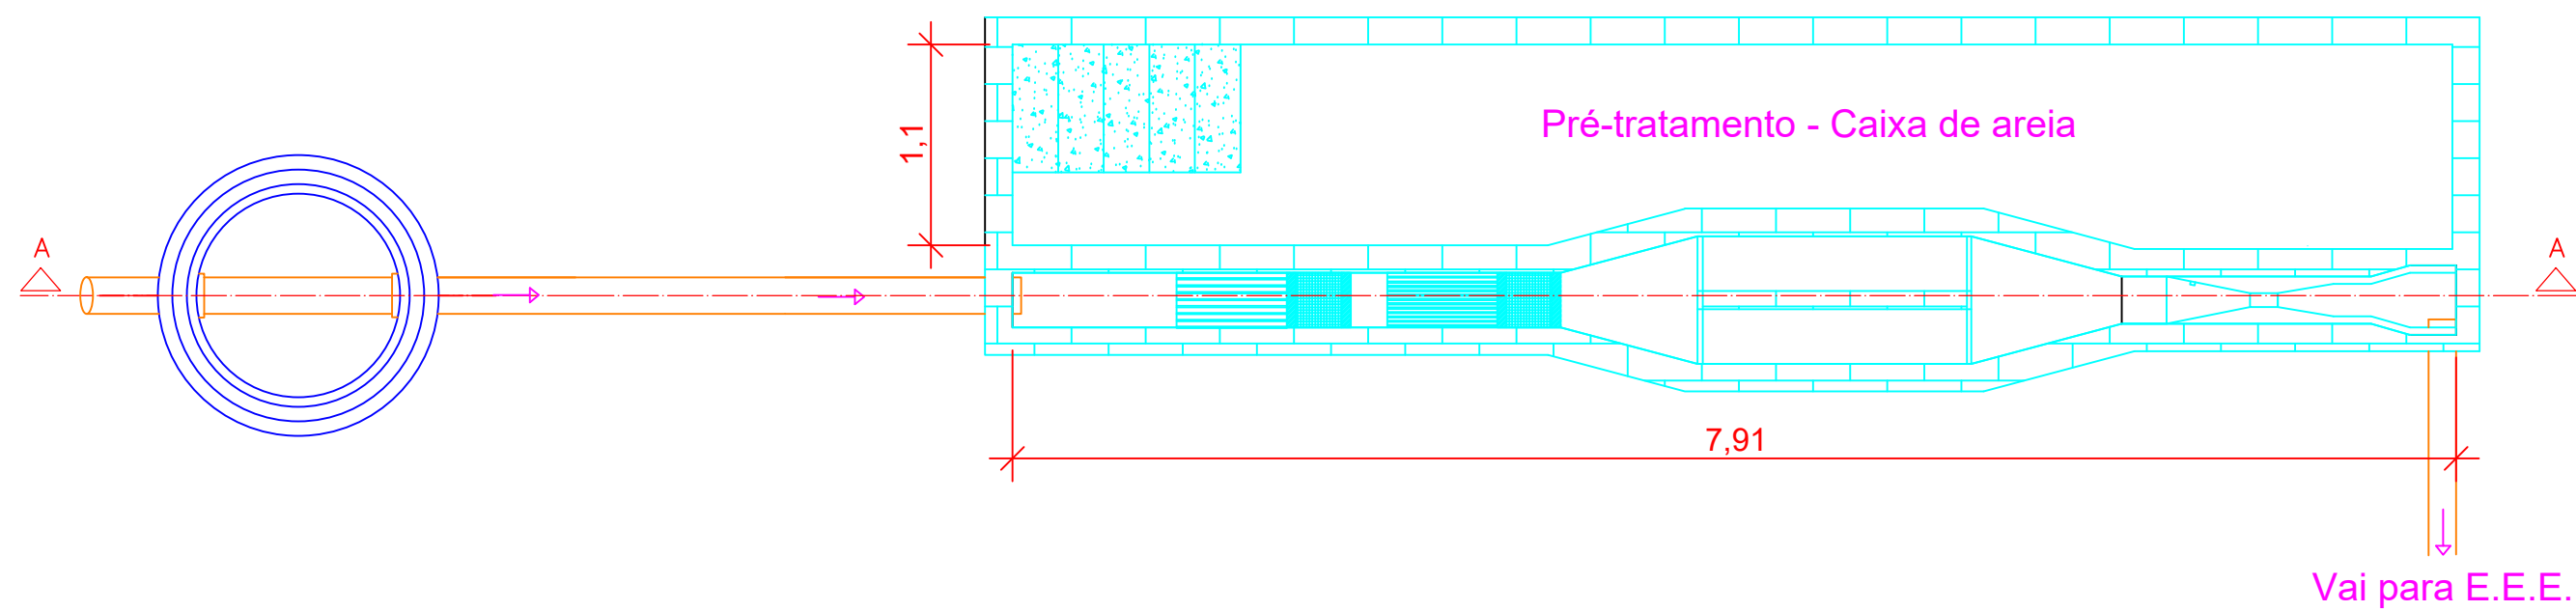 Pré-tratamento - Caixa de areia
1,1
A
A
7,91
Vai para E.E.E.